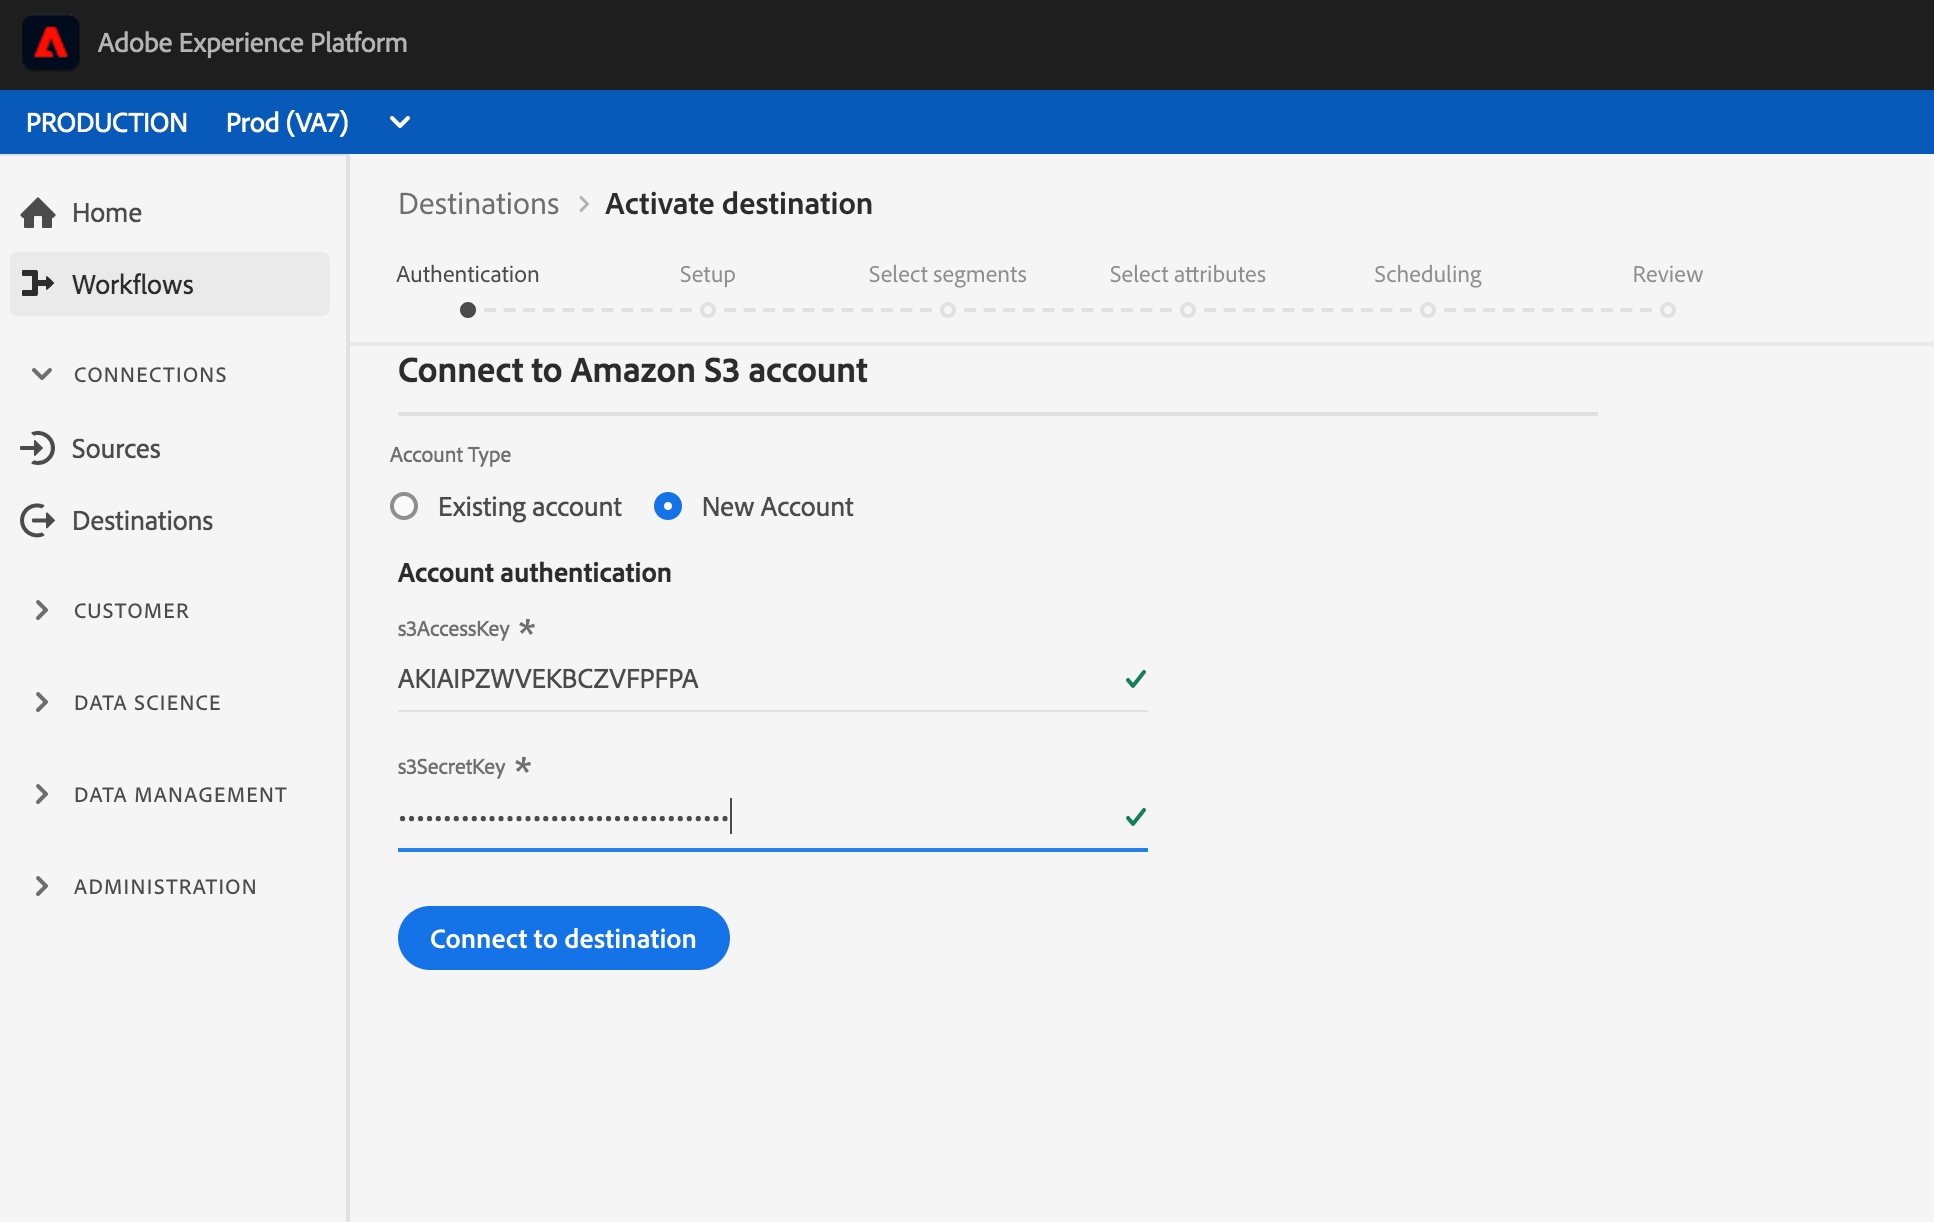 Adobe Experience Platform
PRODUCTION Prod (VA7)
Home
Workflows
CONNECTIONS
Sources
Destinations
CUSTOMER
DATA SCIENCE
DATA MANAGEMENT
ADMINISTRATION
Destinations > Activate destination
Authentication Setup Select segments Select attributes Scheduling Review
Connect to Amazon S3 account
Account Type
Existing account New Account
Account authentication
s3AccessKey *
AKIAIPZWVEKBCZVFPFPA
s3SecretKey *
•••••••••••••••••••••••••••••••••••••
Connect to destination